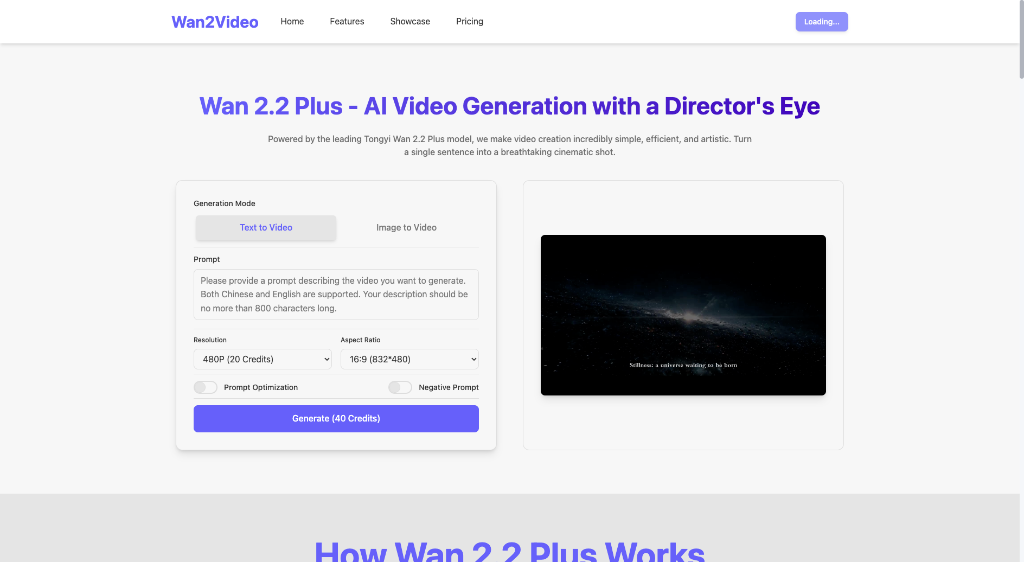 Wan2Video
Home
Features
Showcase
Pricing
Loading...
Wan 2.2 Plus - AI Video Generation with a Director's Eye
Powered by the leading Tongyi Wan 2.2 Plus model, we make video creation incredibly simple, efficient, and artistic. Turn
a single sentence into a breathtaking cinematic shot.
Generation Mode
Text to Video
Image to Video
Prompt
Please provide a prompt describing the video you want to generate.
Both Chinese and English are supported. Your description should be
no more than 800 characters long.
Resolution
Aspect Ratio
480P (20 Credits)
16:9 (832*480)
Prompt Optimization
Negative Prompt
Generate (40 Credits)
Stillness: a universe waiting to be born
How Wan 2.2 Plus Works